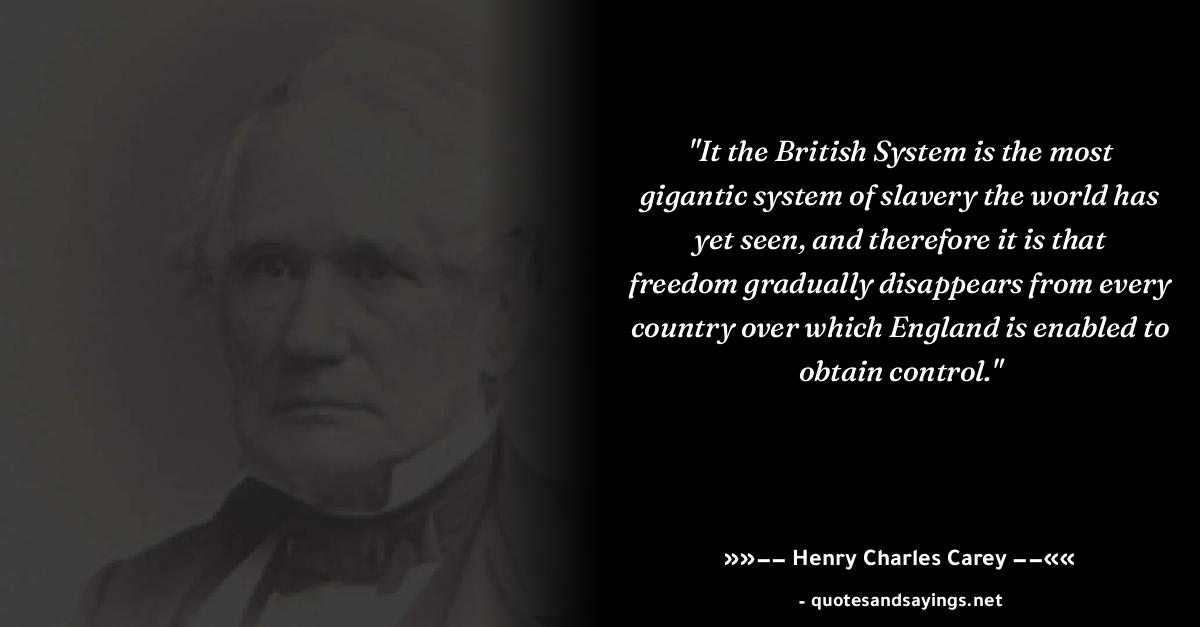 "It the British System is the most
gigantic system of slavery the world has
yet seen, and therefore it is that
freedom gradually disappears from every
country over which England is enabled to
obtain control."
»»−− Henry Charles Carey −−««
- quotesandsayings.net